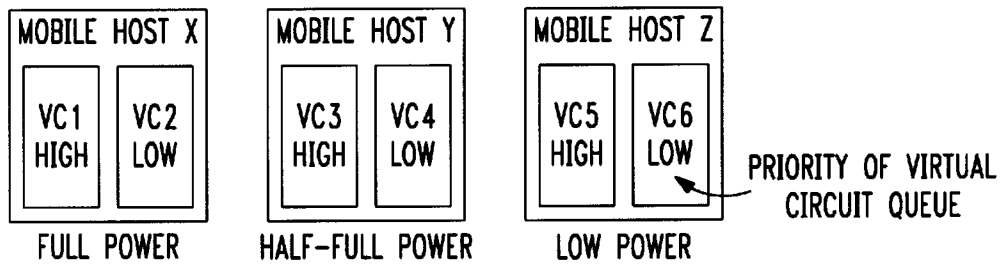 MOBILE HOST X
VC1
HIGH
VC2
LOW
FULL POWER
MOBILE HOST Y
VC3
HIGH
VC4
LOW
HALF-FULL POWER
MOBILE HOST Z
VC5
HIGH
VC6
LOW
LOW POWER
PRIORITY OF VIRTUAL
CIRCUIT QUEUE